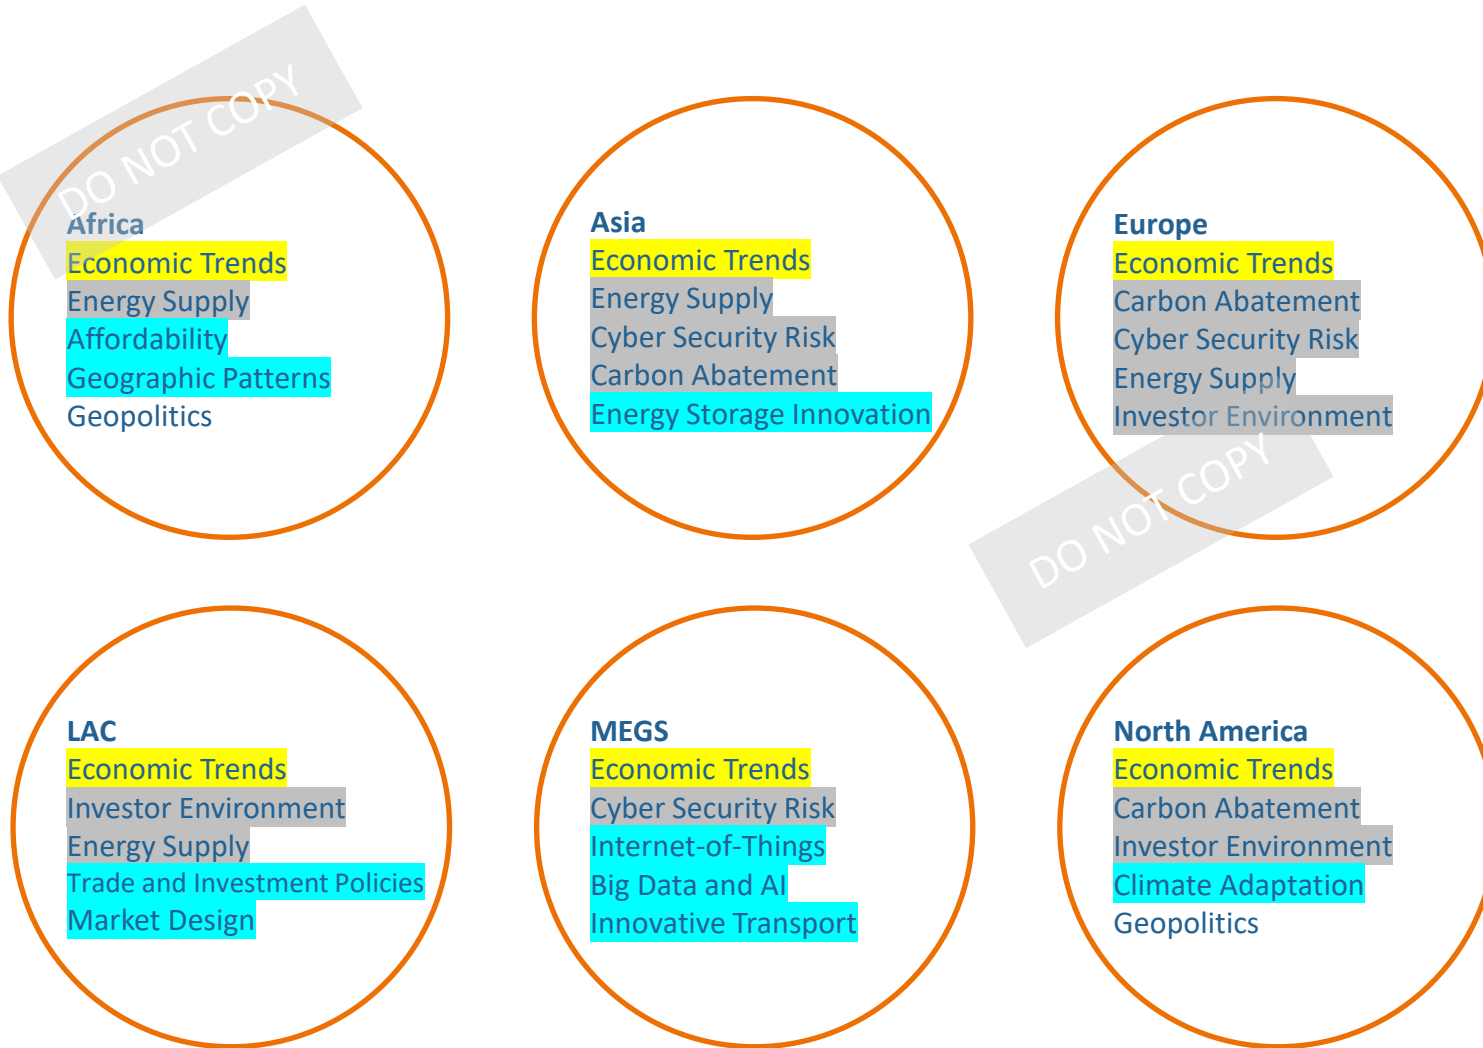 DO NOT COPY
Africa
Economic Trends
Energy Supply
Affordability
Geographic Patterns
Geopolitics
Asia
Economic Trends
Energy Supply
Cyber Security Risk
Carbon Abatement
Energy Storage Innovation
Europe
Economic Trends
Carbon Abatement
Cyber Security Risk
Energy Supply
Investor Environment
DO NOT COPY
LAC
Economic Trends
Investor Environment
Energy Supply
Trade and Investment Policies
Market Design
MEGS
Economic Trends
Cyber Security Risk
Internet-of-Things
Big Data and AI
Innovative Transport
North America
Economic Trends
Carbon Abatement
Investor Environment
Climate Adaptation
Geopolitics